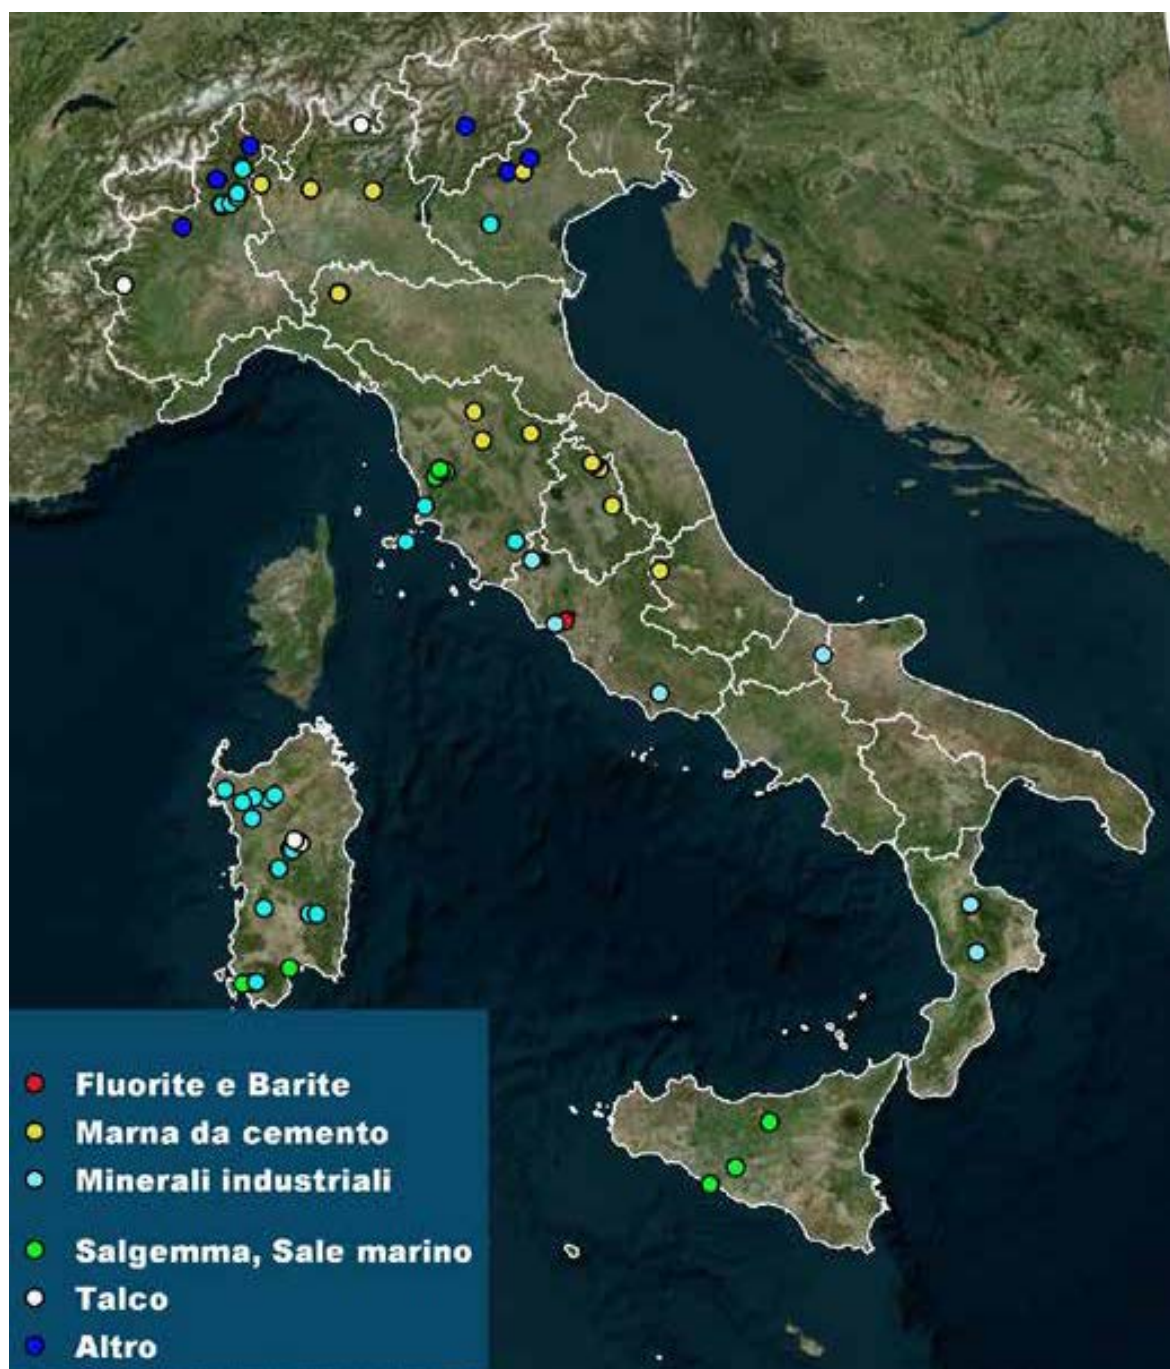 Fluorite e Barite
Marna da cemento
Minerali industriali
Salgemma, Sale marino
Talco
Altro